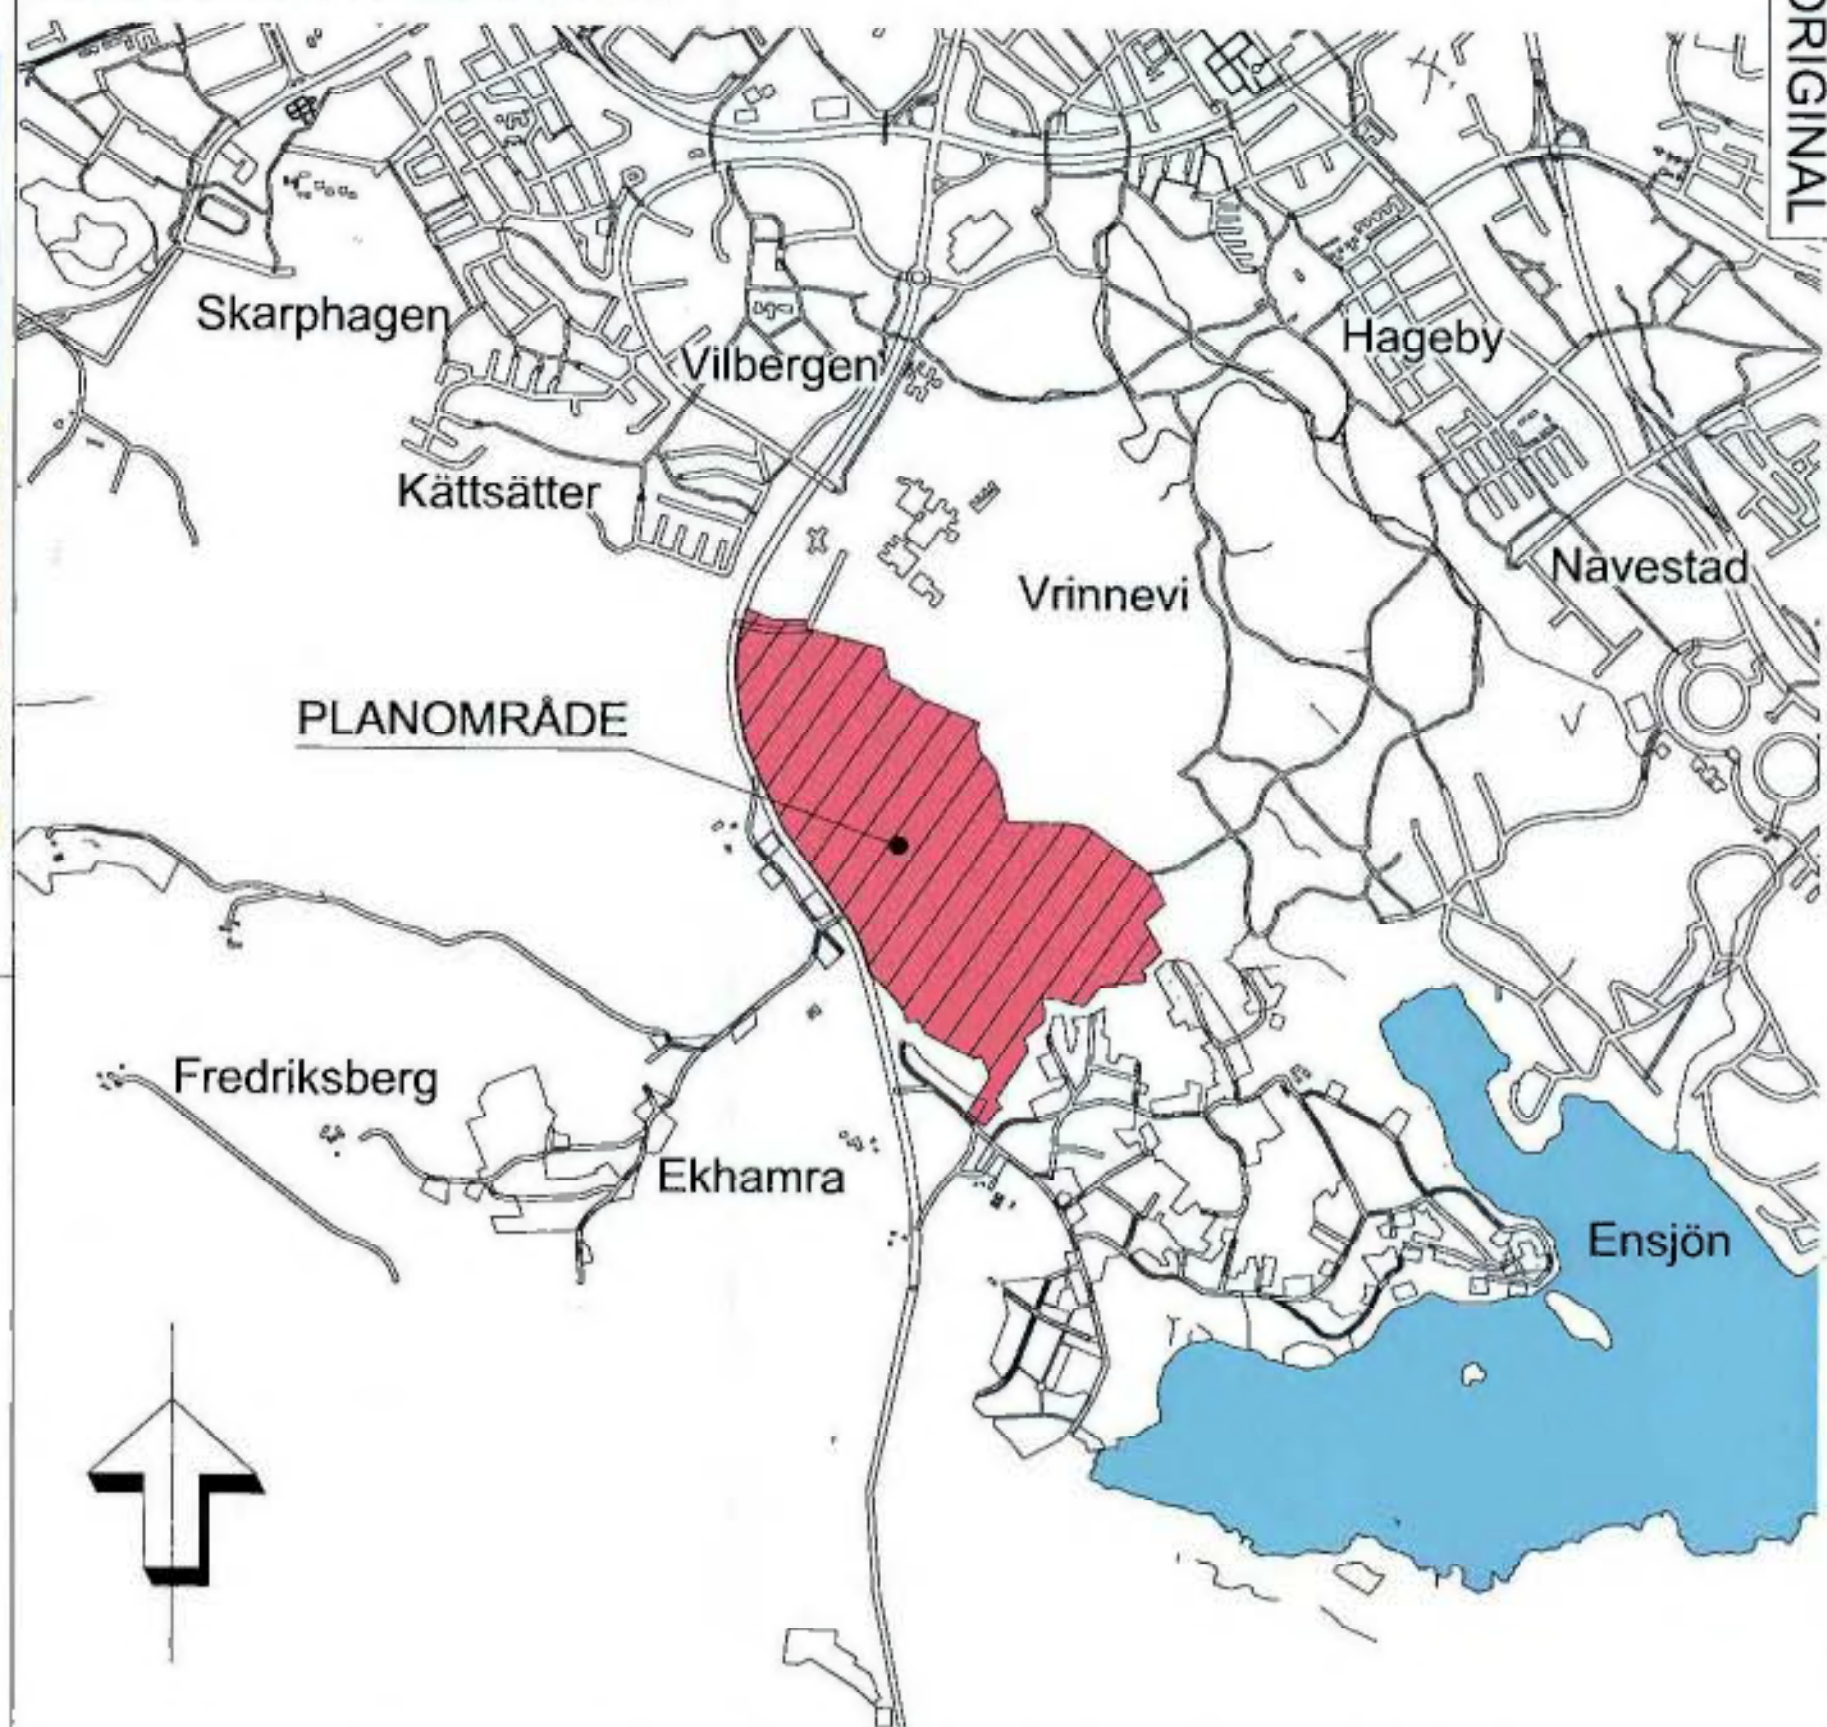 ORIGINAL
Skarphagen
Vilbergen
Hageby
Kättsätter
Navestad
Vrinnevi
PLANOMRÅDE
Fredriksberg
Ekhamra
Ensjön